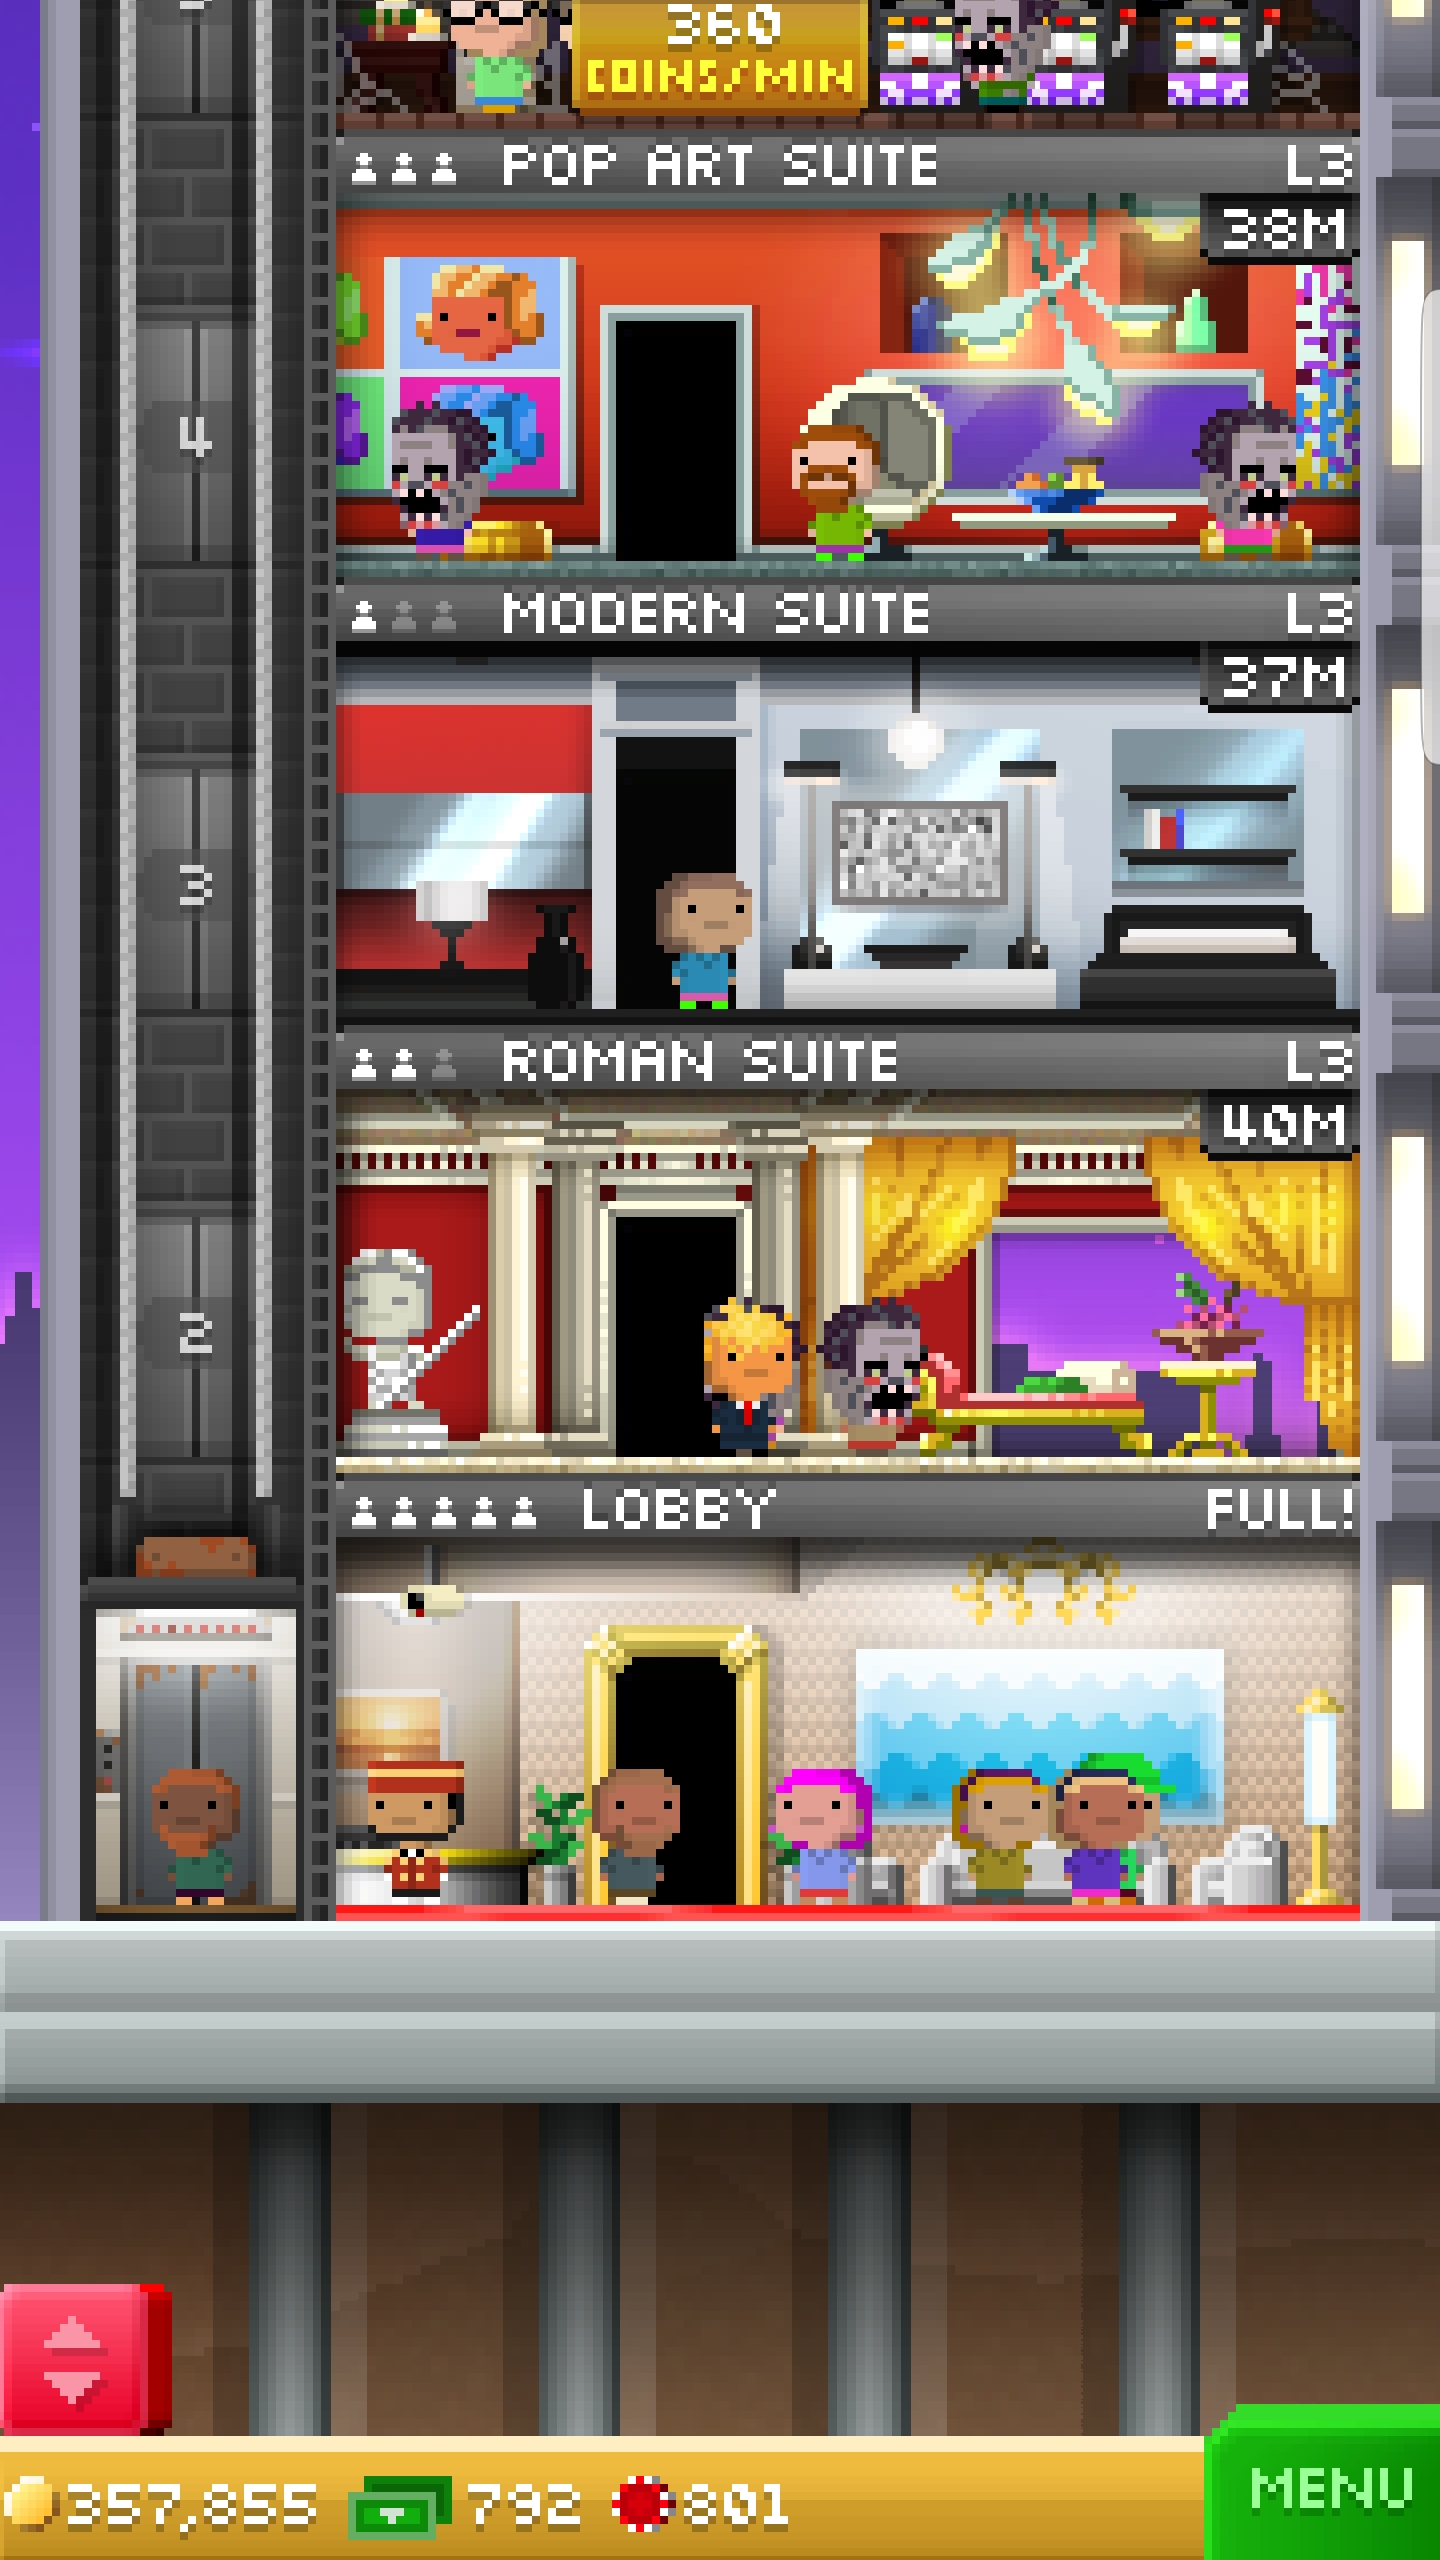 360
COINS/MIN
POP ART SUITE L3
38M
4
MODERN SUITE L3
37M
3
ROMAN SUITE L3
40M
2
LOBBY FULL!
357,855 792 801
MENU